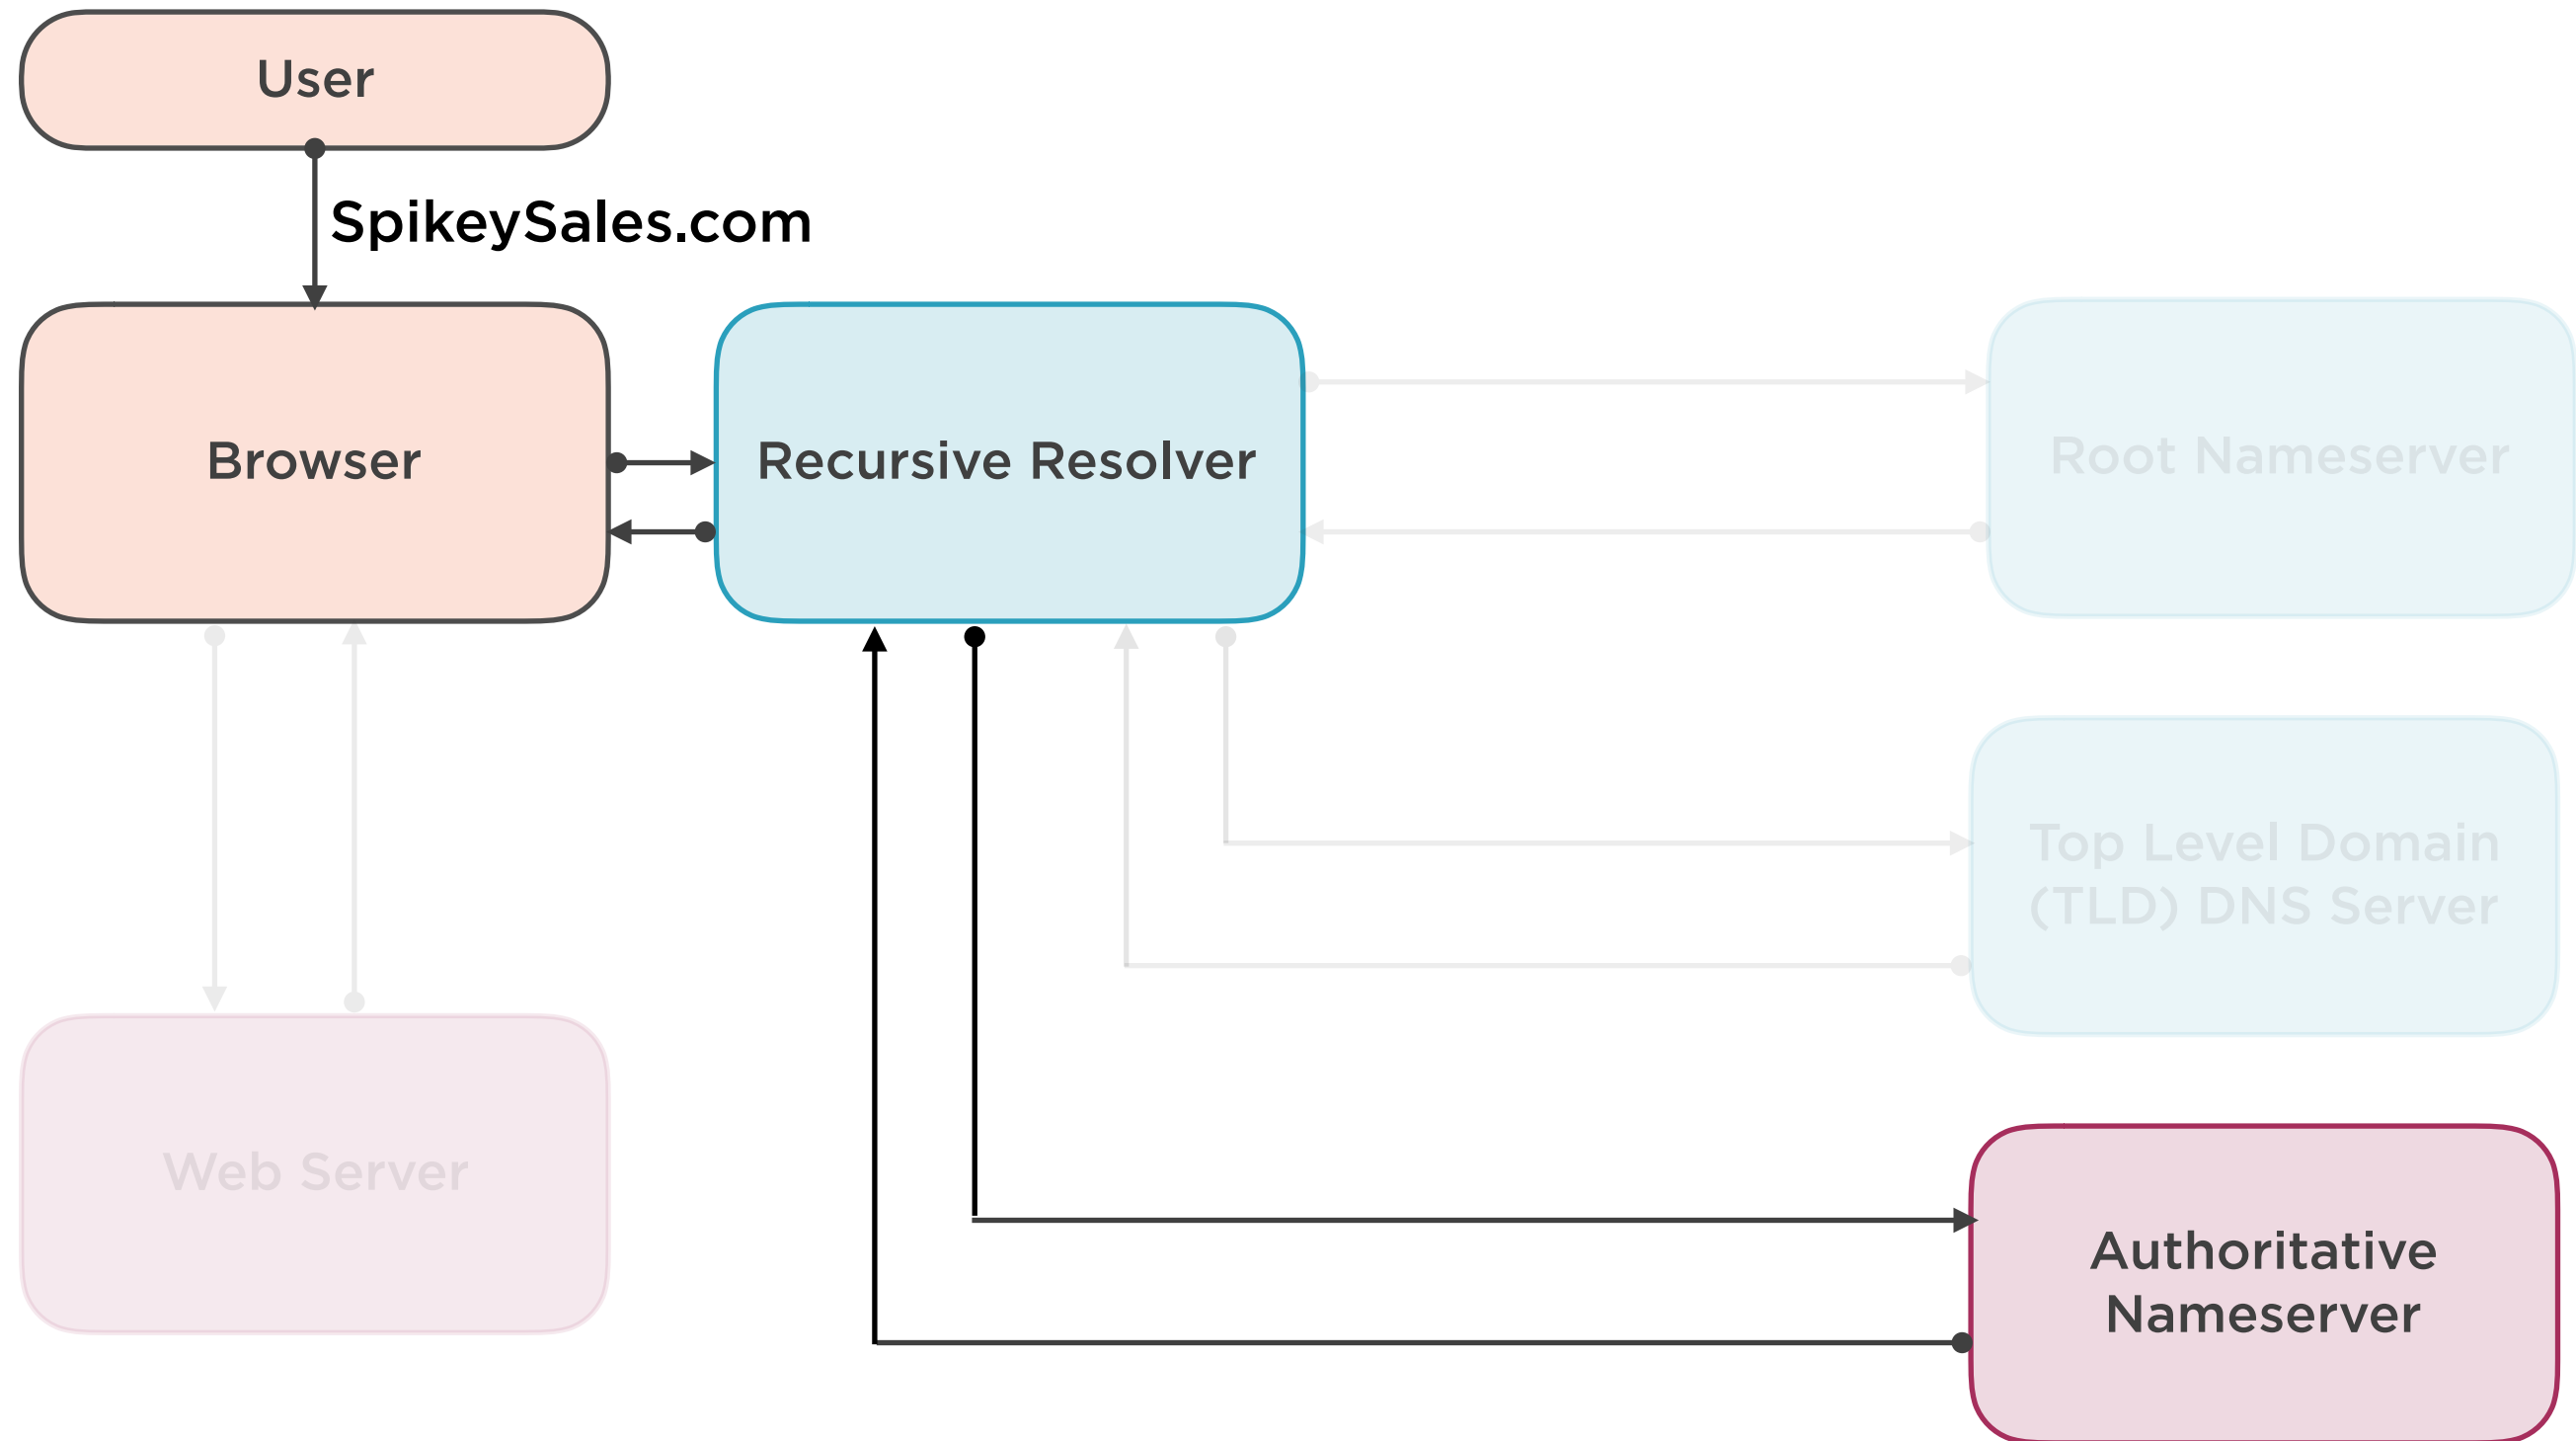 User
SpikeySales.com
Browser
Recursive Resolver
Root Nameserver
Top Level Domain
(TLD) DNS Server
Web Server
Authoritative
Nameserver